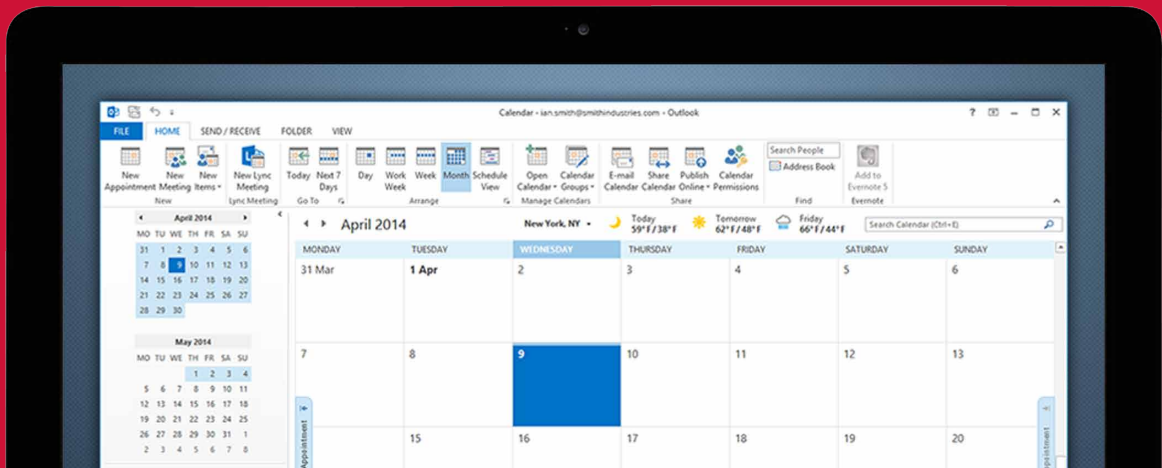 Calendar - ian.smith@smithindustries.com - Outlook
FILE HOME SEND / RECEIVE FOLDER VIEW
New Appointment
New Meeting
New Items
New Lync Meeting
Today
Next 7 Days
Day
Work Week
Week
Month
Schedule View
Open Calendar
Calendar Groups
E-mail Calendar
Share Calendar
Publish Online
Calendar Permissions
Search People
Address Book
Add to Evernote 5
New Lync Meeting Go To Arrange Manage Calendars Share Find Evernote
April 2014
MO TU WE TH FR SA SU
31 1 2 3 4 5 6
7 8 9 10 11 12 13
14 15 16 17 18 19 20
21 22 23 24 25 26 27
28 29 30
May 2014
MO TU WE TH FR SA SU
1 2 3 4
5 6 7 8 9 10 11
12 13 14 15 16 17 18
19 20 21 22 23 24 25
26 27 28 29 30 31 1
2 3 4 5 6 7 8
April 2014
New York, NY
Today
59°F/38°F
Tomorrow
62°F/48°F
Friday
66°F/44°F
Search Calendar (Ctrl+E)
MONDAY TUESDAY WEDNESDAY THURSDAY FRIDAY SATURDAY SUNDAY
31 Mar 1 Apr 2 3 4 5 6
7 8 9 10 11 12 13
15 16 17 18 19 20
Appointment